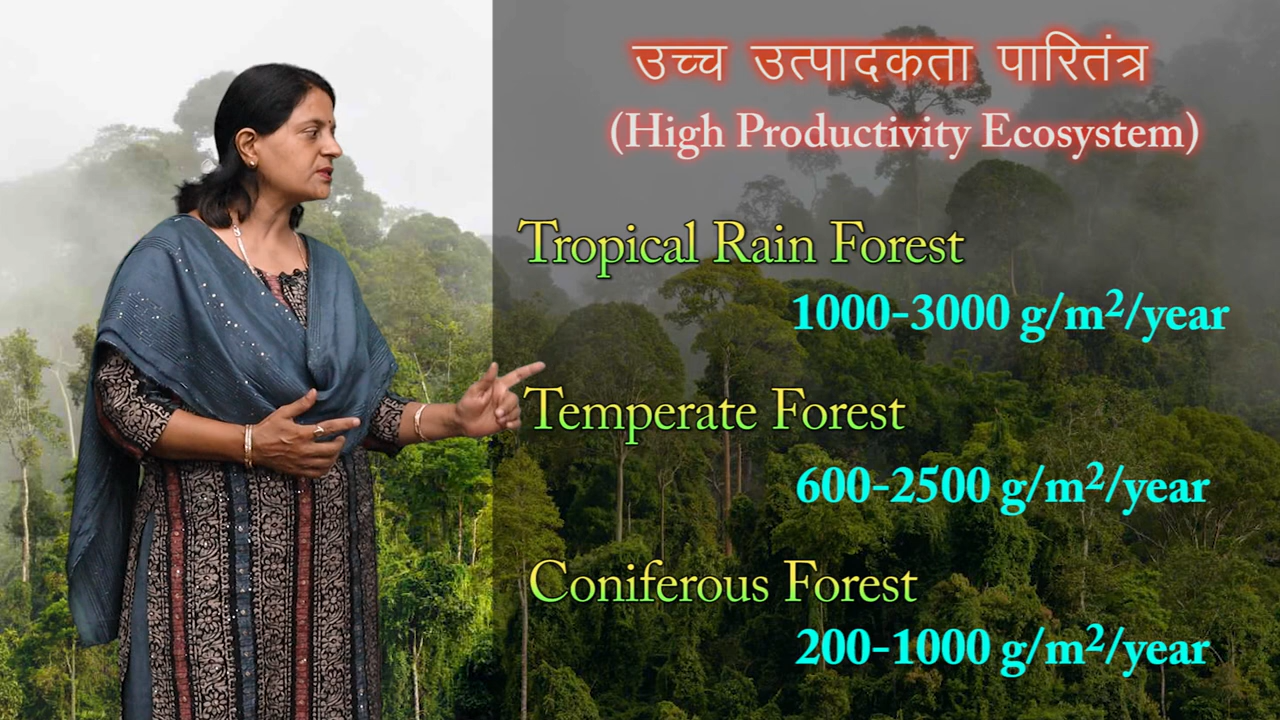 उच्च उत्पादकता पारितंत्र
(High Productivity Ecosystem)
Tropical Rain Forest
1000-3000 g/m²/year
Temperate Forest
600-2500 g/m²/year
Coniferous Forest
200-1000 g/m²/year